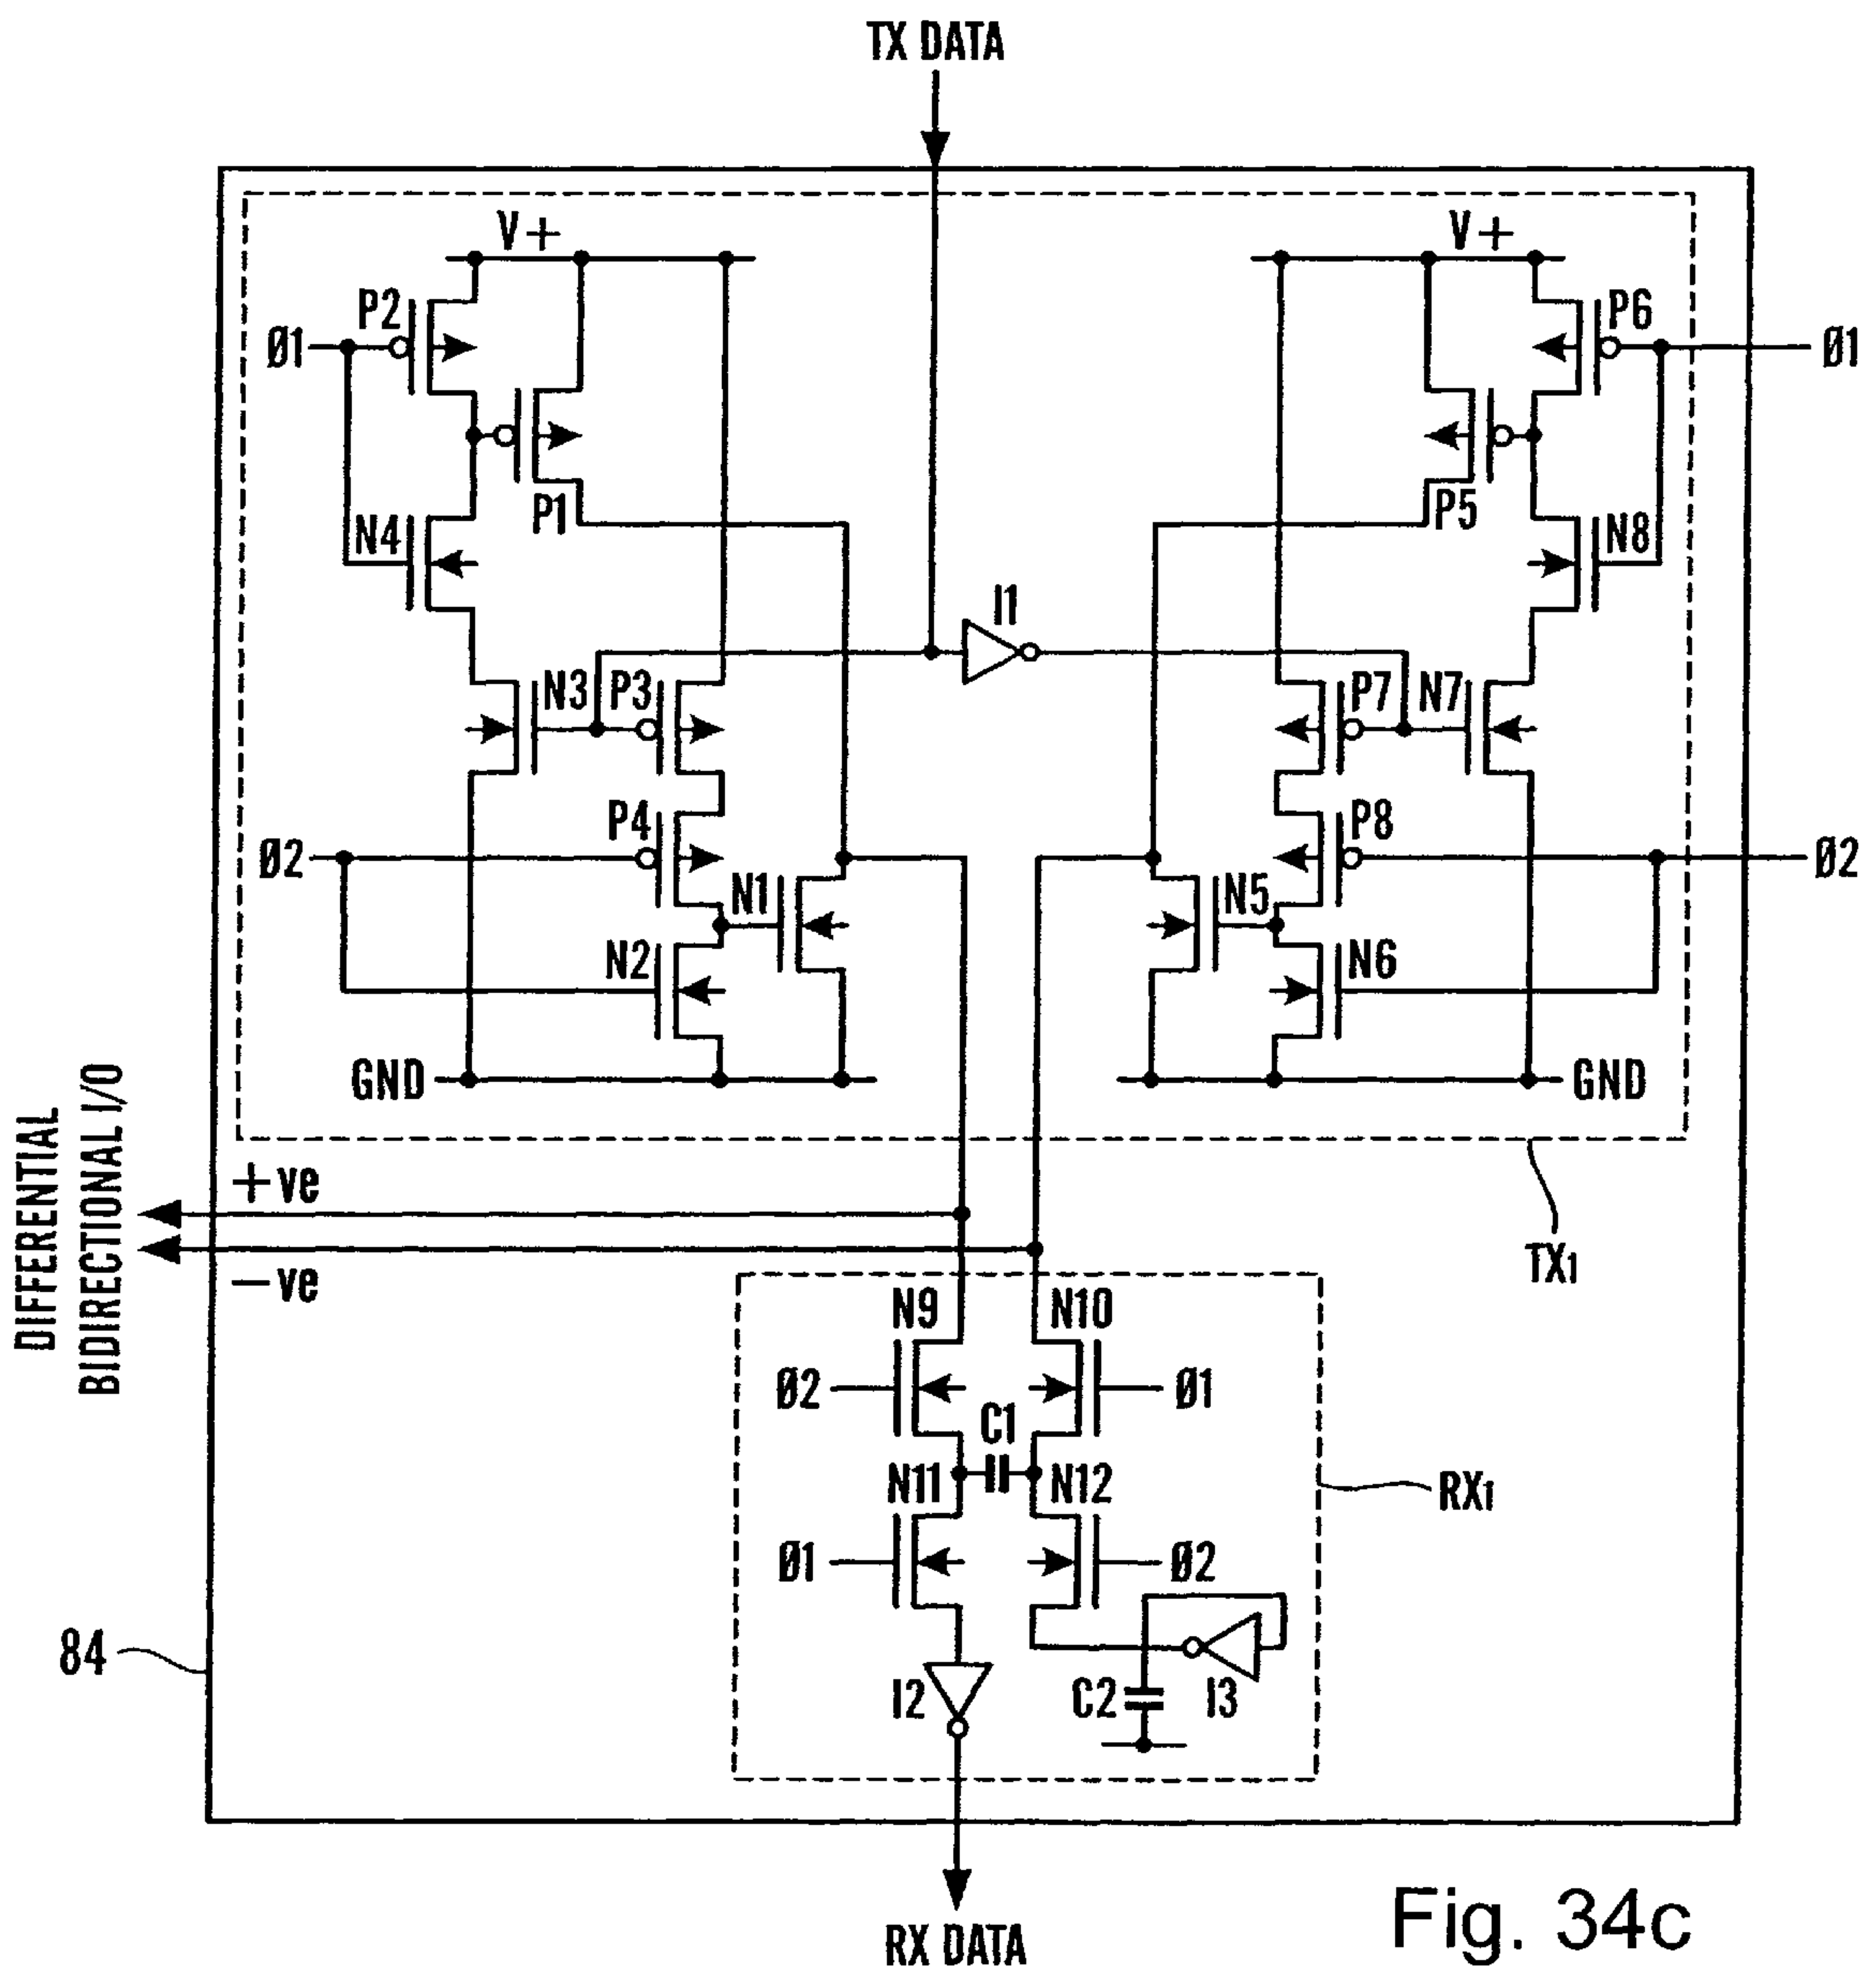 TX DATA
V+
V+
P2
P6
Ø1
Ø1
P1
P5
N4
N8
I1
N3
P3
P7
N7
P4
P8
Ø2
Ø2
N1
N5
N2
N6
GND
GND
DIFFERENTIAL
BIDIRECTIONAL I/O
+ve
-ve
TX1
N9
N10
Ø2
Ø1
C1
N11
N12
RX1
Ø1
Ø2
84
I2
C2
I3
RX DATA
Fig. 34c